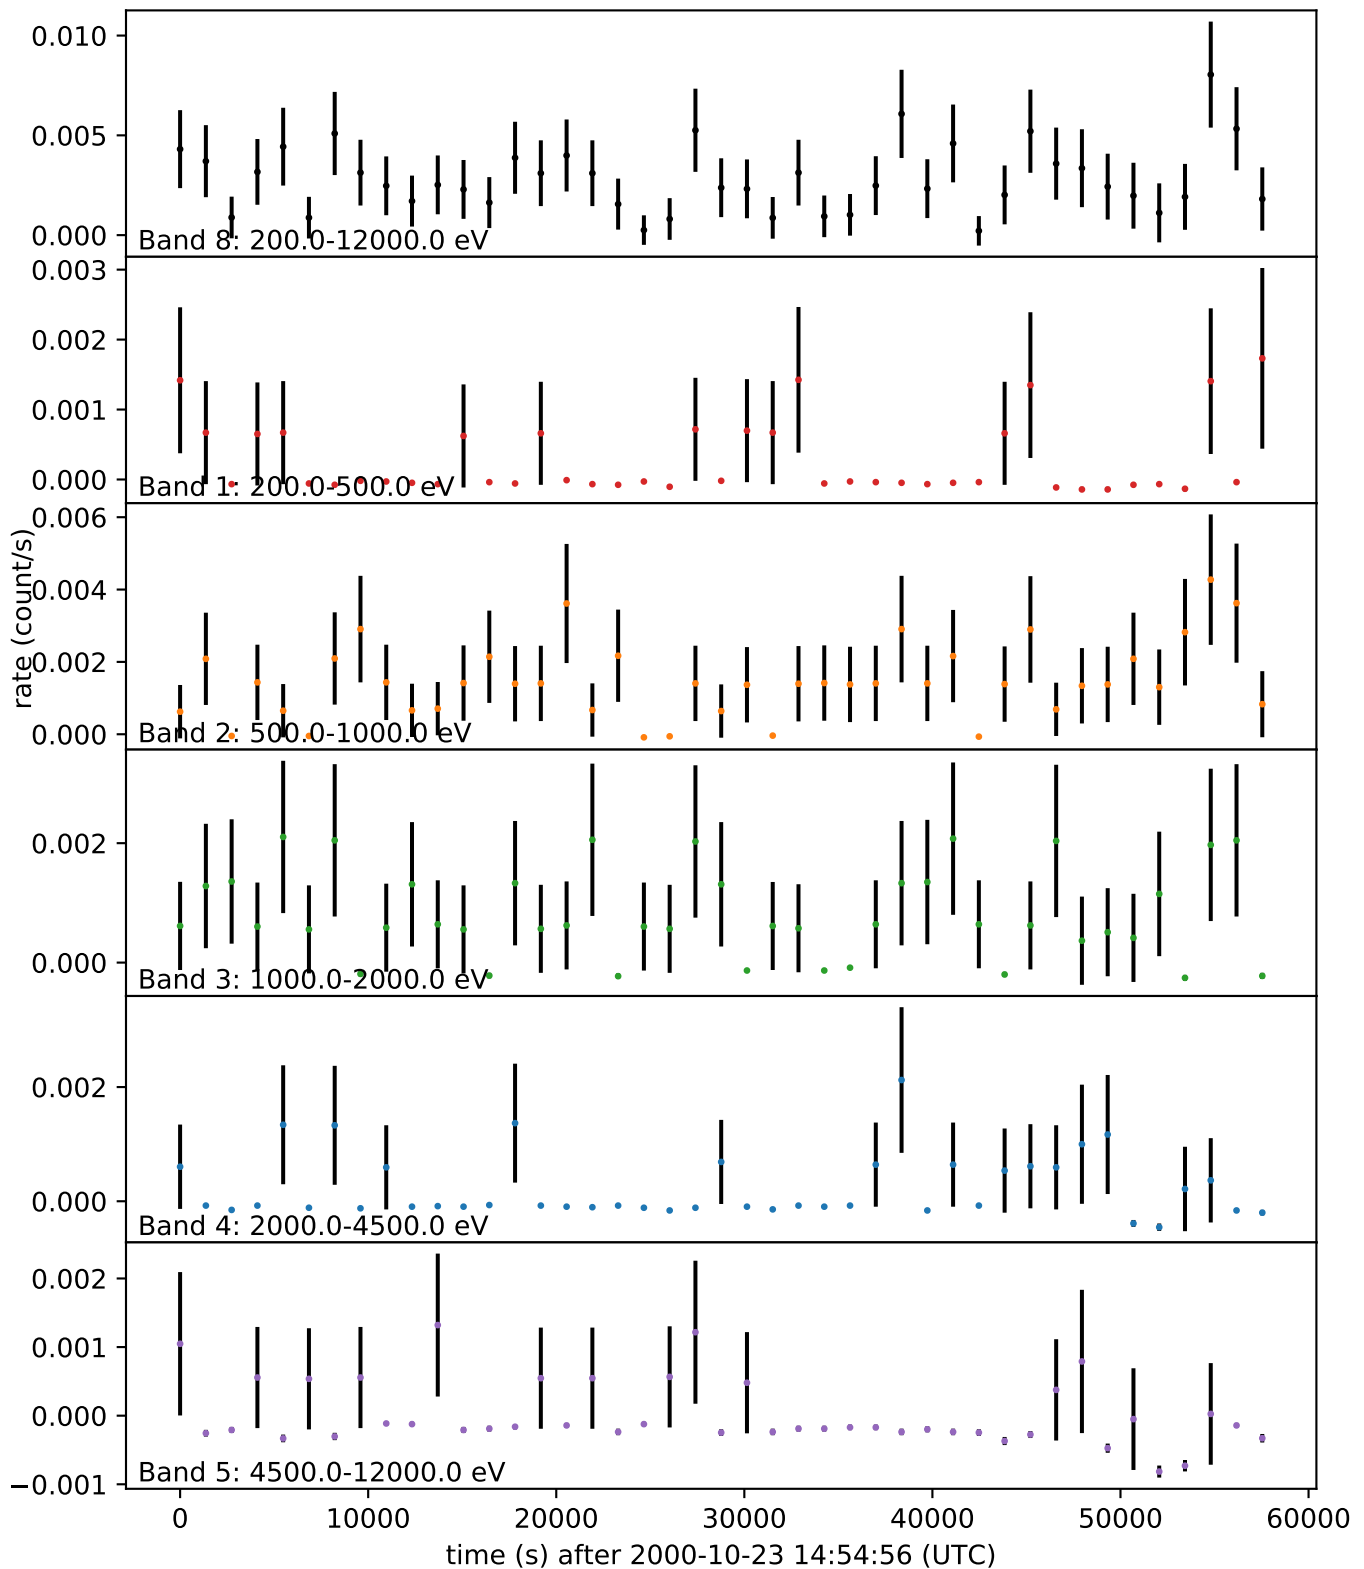 0.010
0.005
0.000
Band 8: 200.0-12000.0 eV
0.003
0.002
0.001
0.000
Band 1: 200.0-500.0 eV
0.006
0.004
0.002
0.000
Band 2: 500.0-1000.0 eV
rate (count/s)
0.002
0.000
Band 3: 1000.0-2000.0 eV
0.002
0.000
Band 4: 2000.0-4500.0 eV
0.002
0.001
0.000
−0.001
Band 5: 4500.0-12000.0 eV
0 10000 20000 30000 40000 50000 60000
time (s) after 2000-10-23 14:54:56 (UTC)